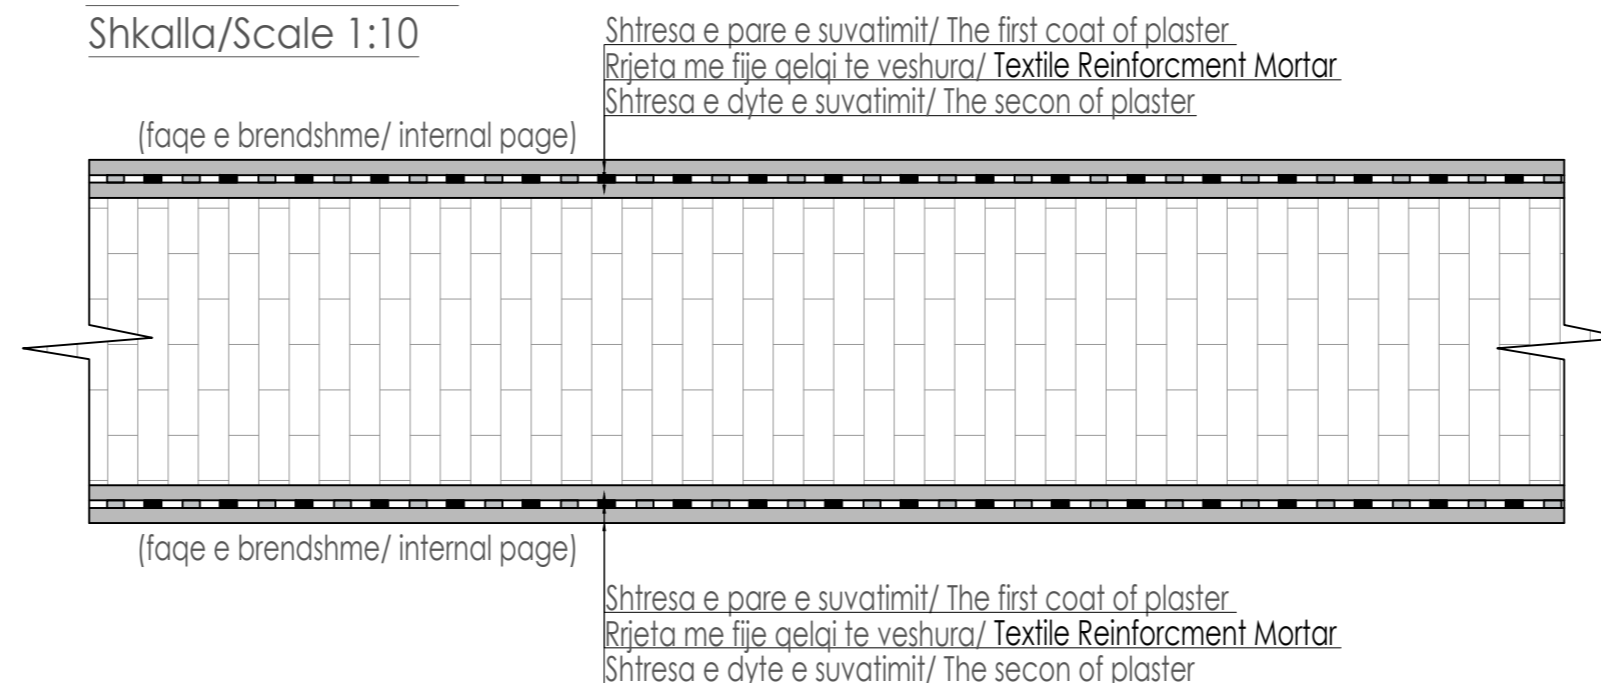 Shkalla/Scale 1:10
Shtresa e pare e suvatimit/ The first coat of plaster
Rrjeta me fije qelqi te veshura/ Textile Reinforcment Mortar
Shtresa e dyte e suvatimit/ The secon of plaster
(faqe e brendshme/ internal page)
(faqe e brendshme/ internal page)
Shtresa e pare e suvatimit/ The first coat of plaster
Rrjeta me fije qelqi te veshura/ Textile Reinforcment Mortar
Shtresa e dyte e suvatimit/ The secon of plaster